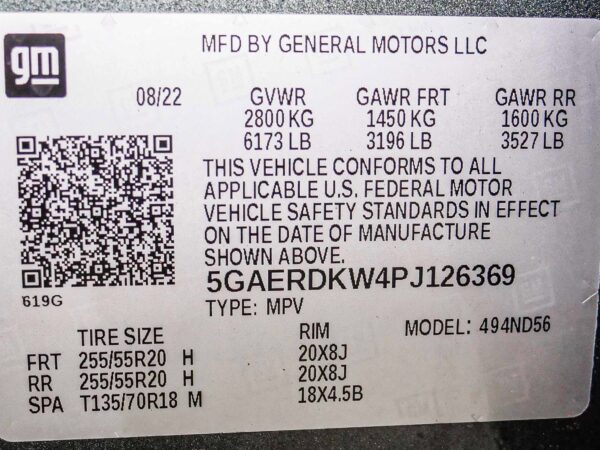 gm
MFD BY GENERAL MOTORS LLC
08/22 GVWR GAWR FRT GAWR RR
2800 KG 1450 KG 1600 KG
6173 LB 3196 LB 3527 LB
THIS VEHICLE CONFORMS TO ALL
APPLICABLE U.S. FEDERAL MOTOR
VEHICLE SAFETY STANDARDS IN EFFECT
ON THE DATE OF MANUFACTURE
SHOWN ABOVE.
5GAERDKW4PJ126369
619G
TYPE: MPV
MODEL: 494ND56
TIRE SIZE RIM
FRT 255/55R20 H 20X8J
RR 255/55R20 H 20X8J
SPA T135/70R18 M 18X4.5B